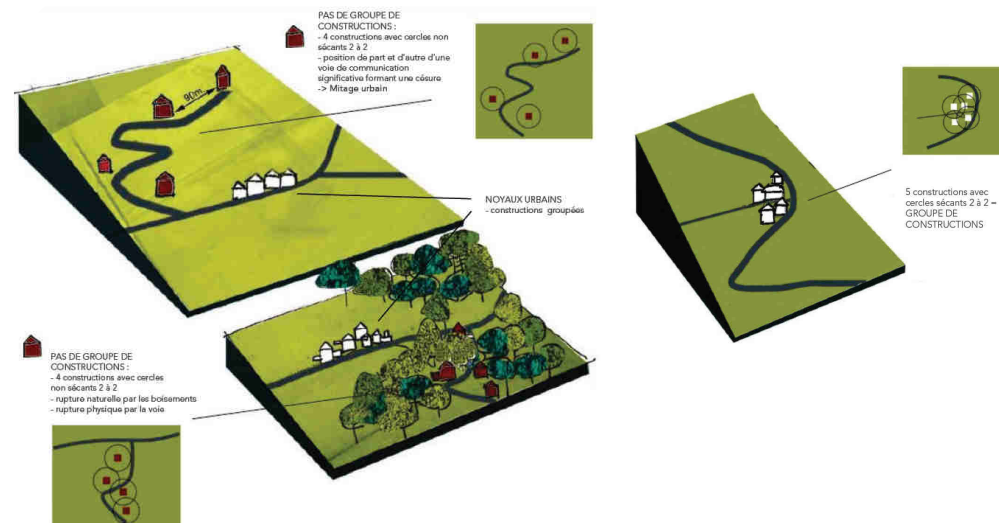 PAS DE GROUPE DE
CONSTRUCTIONS :
- 4 constructions avec cercles non
sécants 2 à 2
- position de part et d'autre d'une
voie de communication
significative formant une césure
-> Mitage urbain
90m
NOYAUX URBAINS
- constructions groupées
5 constructions avec
cercles sécants 2 à 2 =
GROUPE DE
CONSTRUCTIONS
PAS DE GROUPE DE
CONSTRUCTIONS :
- 4 constructions avec cercles
non sécants 2 à 2
- rupture naturelle par les boisements
- rupture physique par la voie